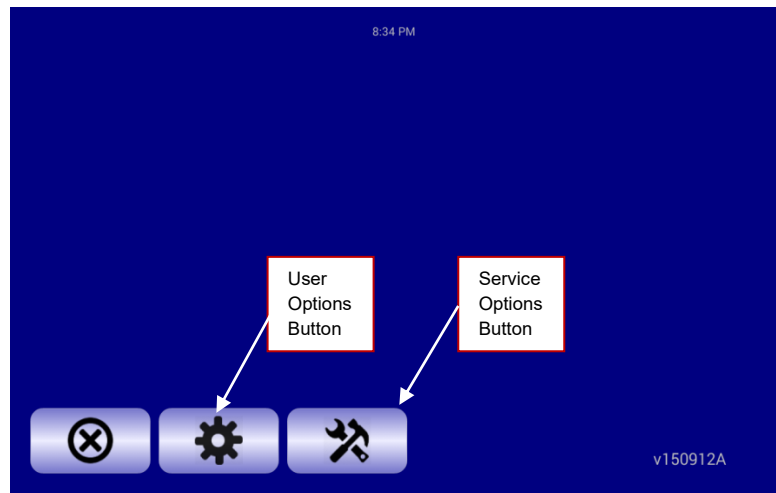 8:34 PM
User
Options
Button
Service
Options
Button
v150912A